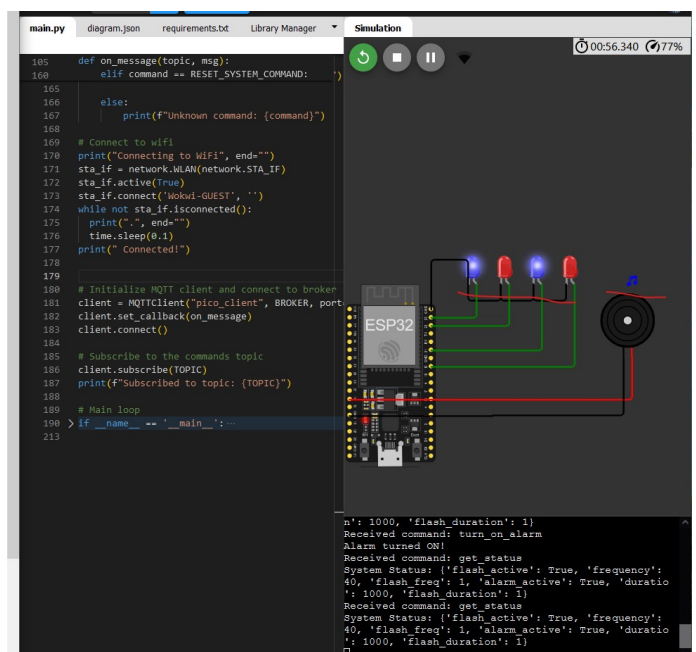 main.py diagram.json requirements.txt Library Manager Simulation
00:56.340 77%
105 def on_message(topic, msg):
160 elif command == RESET_SYSTEM_COMMAND: ')
165
166 else:
167 print(f"Unknown command: {command}")
168
169 # Connect to wifi
170 print("Connecting to WiFi", end="")
171 sta_if = network.WLAN(network.STA_IF)
172 sta_if.active(True)
173 sta_if.connect('Wokwi-GUEST', '')
174 while not sta_if.isconnected():
175 print(".", end="")
176 time.sleep(0.1)
177 print(" Connected!")
178
179
180 # Initialize MQTT client and connect to broker
181 client = MQTTClient("pico_client", BROKER, port
182 client.set_callback(on_message)
183 client.connect()
184
185 # Subscribe to the commands topic
186 client.subscribe(TOPIC)
187 print(f"Subscribed to topic: {TOPIC}")
188
189 # Main loop
190 if __name__ == '__main__': ...
213
ESP32
n': 1000, 'flash_duration': 1}
Received command: turn_on_alarm
Alarm turned ON!
Received command: get_status
System Status: {'flash_active': True, 'frequency':
40, 'flash_freq': 1, 'alarm_active': True, 'duratio
': 1000, 'flash_duration': 1}
Received command: get_status
System Status: {'flash_active': True, 'frequency':
40, 'flash_freq': 1, 'alarm_active': True, 'duratio
': 1000, 'flash_duration': 1}